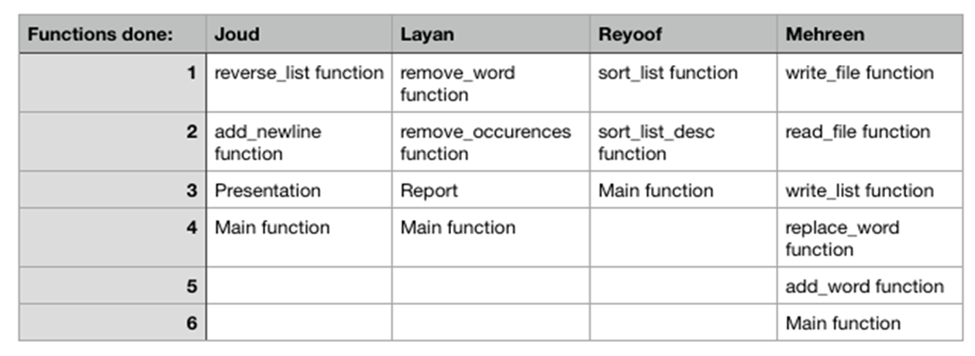 Functions done: Joud Layan Reyoof Mehreen
1 reverse_list function remove_word function sort_list function write_file function
2 add_newline function remove_occurences function sort_list_desc function read_file function
3 Presentation Report Main function write_list function
4 Main function Main function replace_word function
5 add_word function
6 Main function